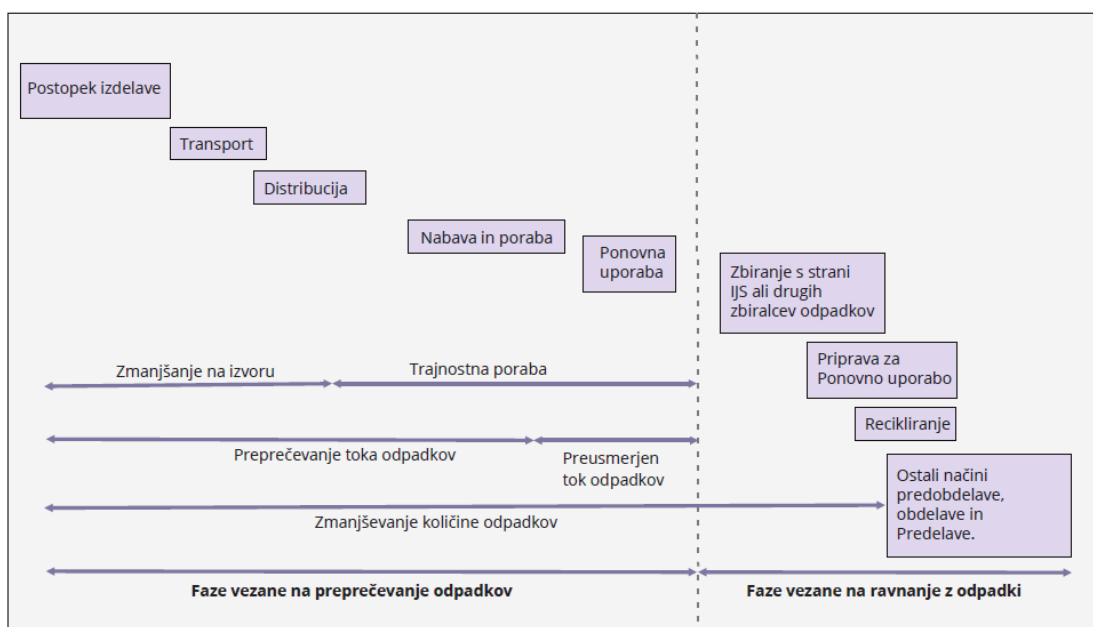 Postopek izdelave
Transport
Distribucija
Nabava in poraba
Ponovna
uporaba
Zbiranje s strani
IJS ali drugih
zbiralcev odpadkov
Priprava za
Ponovno uporabo
Recikliranje
Ostali načini
predobdelave,
obdelave in
Predelave.
Zmanjšanje na izvoru
Trajnostna poraba
Preprečevanje toka odpadkov
Preusmerjen
tok odpadkov
Zmanjševanje količine odpadkov
Faze vezane na preprečevanje odpadkov
Faze vezane na ravnanje z odpadki